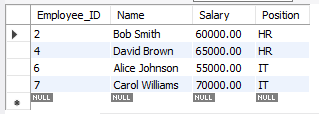 Employee_ID Name Salary Position
2 Bob Smith 60000.00 HR
4 David Brown 65000.00 HR
6 Alice Johnson 55000.00 IT
7 Carol Williams 70000.00 IT
NULL NULL NULL NULL